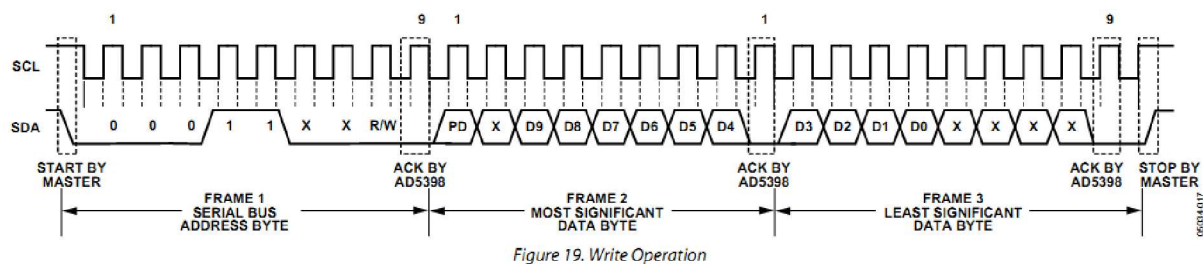 1 9 1 1 9
SCL
SDA 0 0 0 1 1 X X R/W PD X D9 D8 D7 D6 D5 D4 D3 D2 D1 D0 X X X X
START BY MASTER
ACK BY AD5398
ACK BY AD5398
ACK BY AD5398
STOP BY MASTER
FRAME 1
SERIAL BUS
ADDRESS BYTE
FRAME 2
MOST SIGNIFICANT
DATA BYTE
FRAME 3
LEAST SIGNIFICANT
DATA BYTE
Figure 19. Write Operation